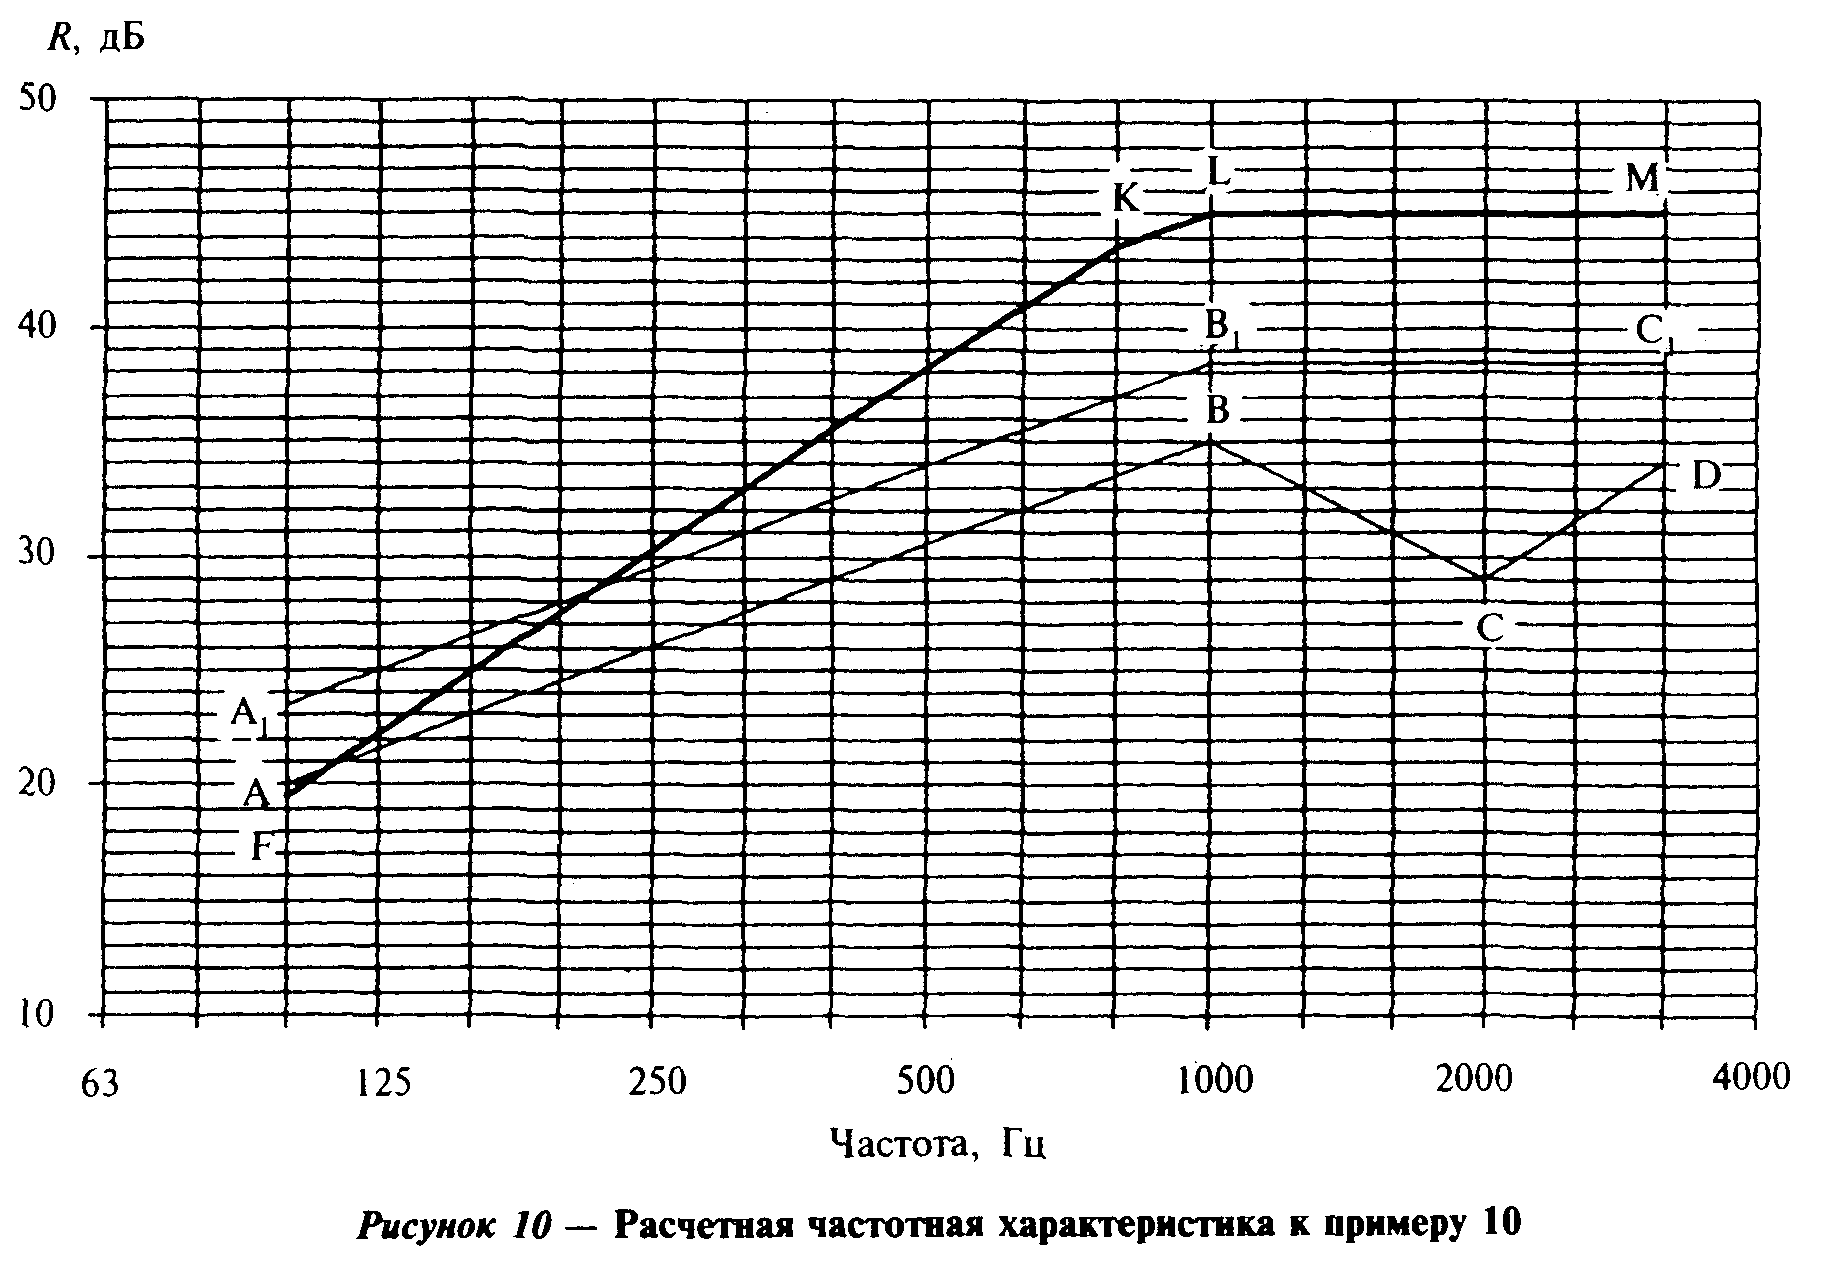 R, дБ
50
L
M
K
40
B1
C1
B
D
30
C
A1
20
A
F
10
63 125 250 500 1000 2000 4000
Частота, Гц
Рисунок 10 — Расчетная частотная характеристика к примеру 10